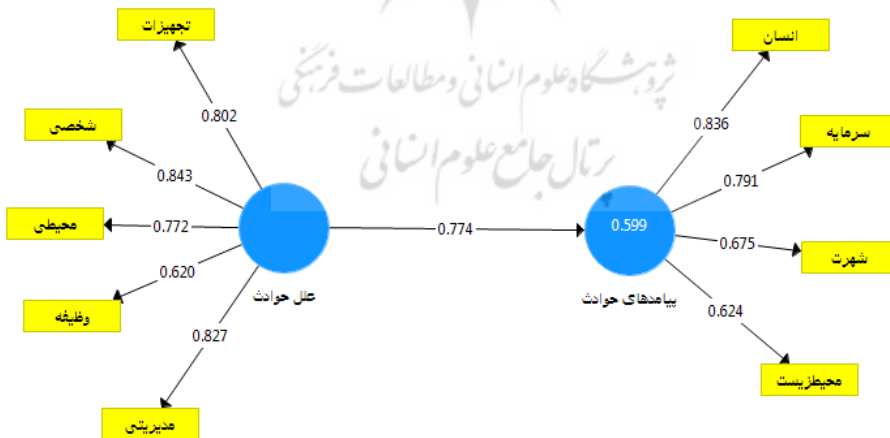 تجهیزات
شخصی
محیطی
وظیفه
مدیریتی
0.802
0.843
0.772
0.620
0.827
علل حوادث
0.774
0.599
پیامدهای حوادث
0.836
0.791
0.675
0.624
انسان
سرمایه
شهرت
محیطزیست
پژوهشگاه علوم انسانی و مطالعات فرهنگی
پرتال جامع علوم انسانی